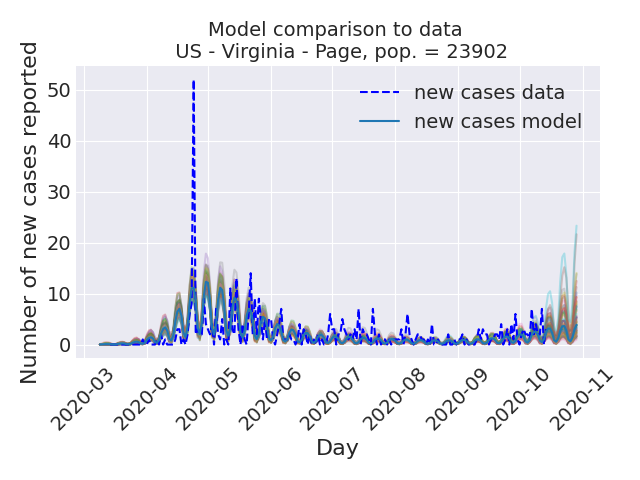 Model comparison to data
US - Virginia - Page, pop. = 23902
Number of new cases reported
50
40
30
20
10
0
new cases data
new cases model
2020-03
2020-04
2020-05
2020-06
2020-07
2020-08
2020-09
2020-10
2020-11
Day